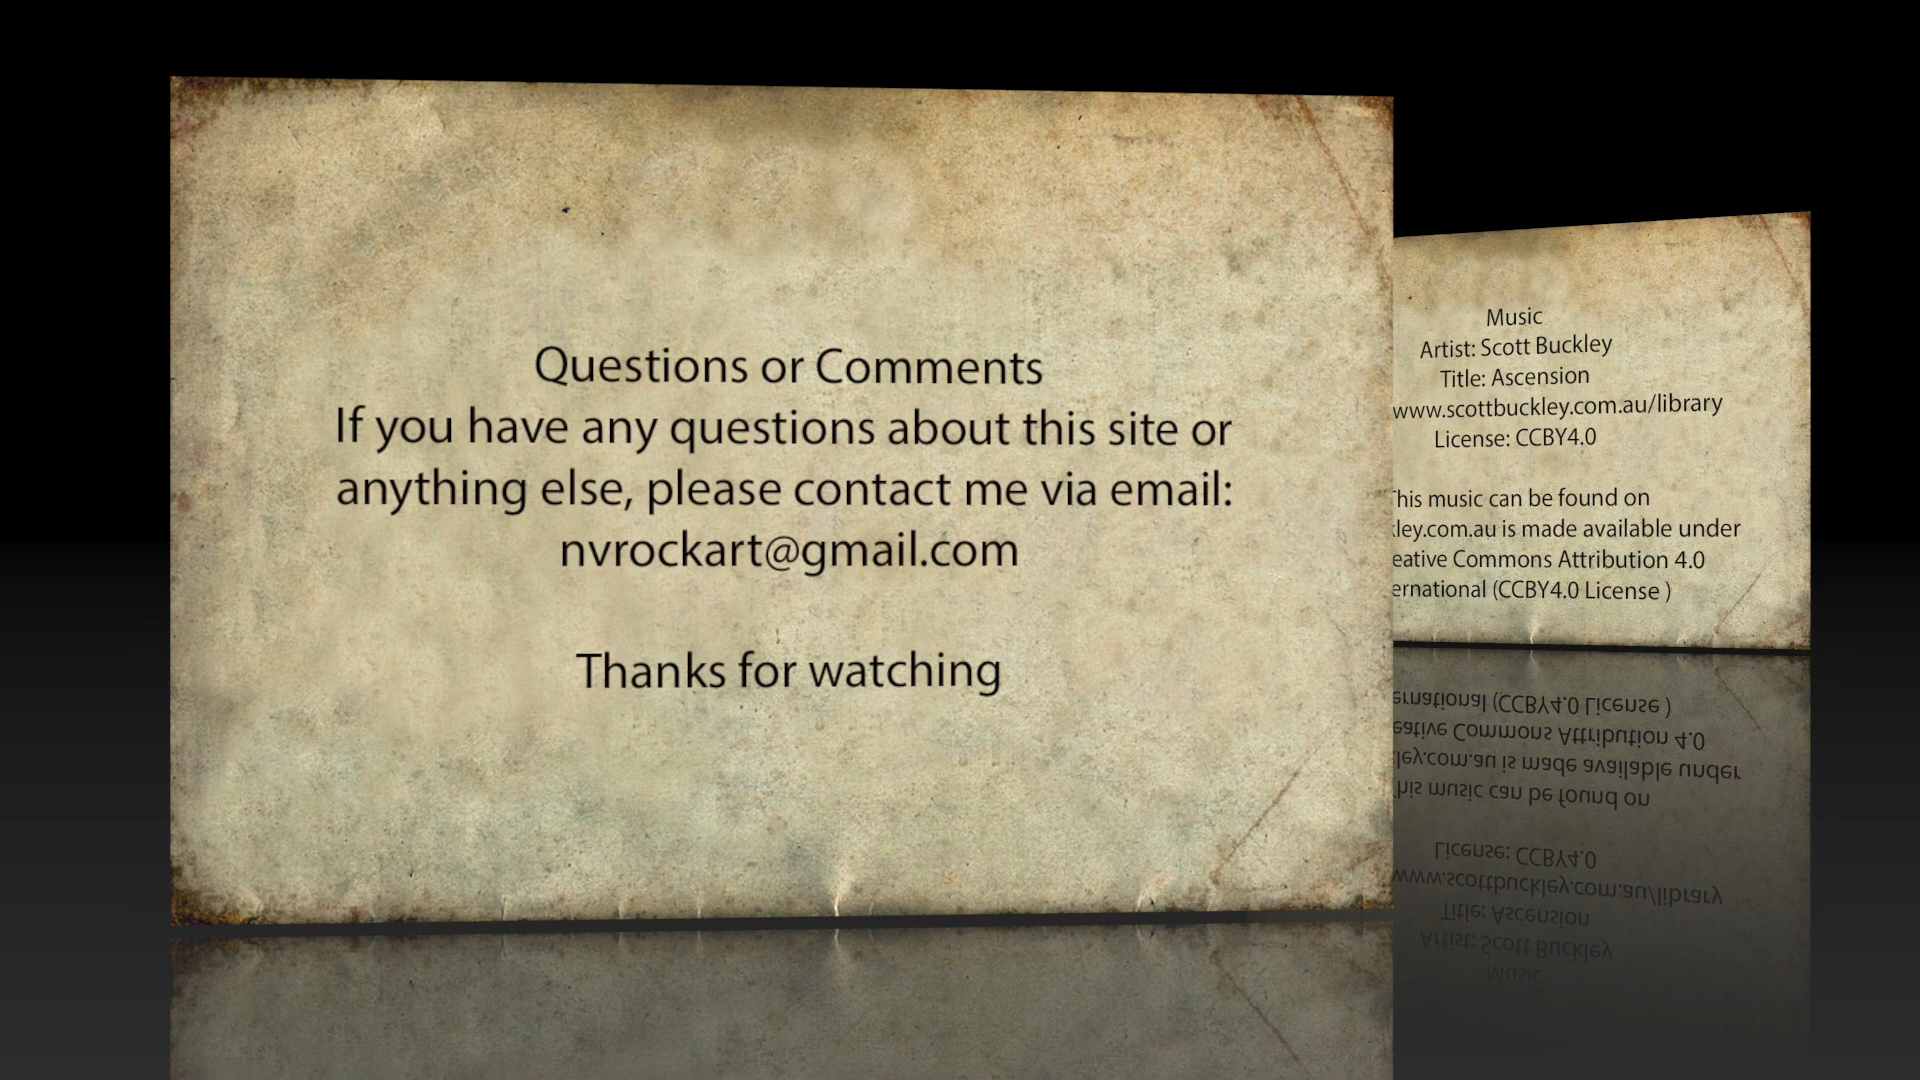 Questions or Comments
If you have any questions about this site or
anything else, please contact me via email:
nvrockart@gmail.com
Thanks for watching
Music
Artist: Scott Buckley
Title: Ascension
www.scottbuckley.com.au/library
License: CCBY4.0
This music can be found on
kley.com.au is made available under
eative Commons Attribution 4.0
ernational (CCBY4.0 License )